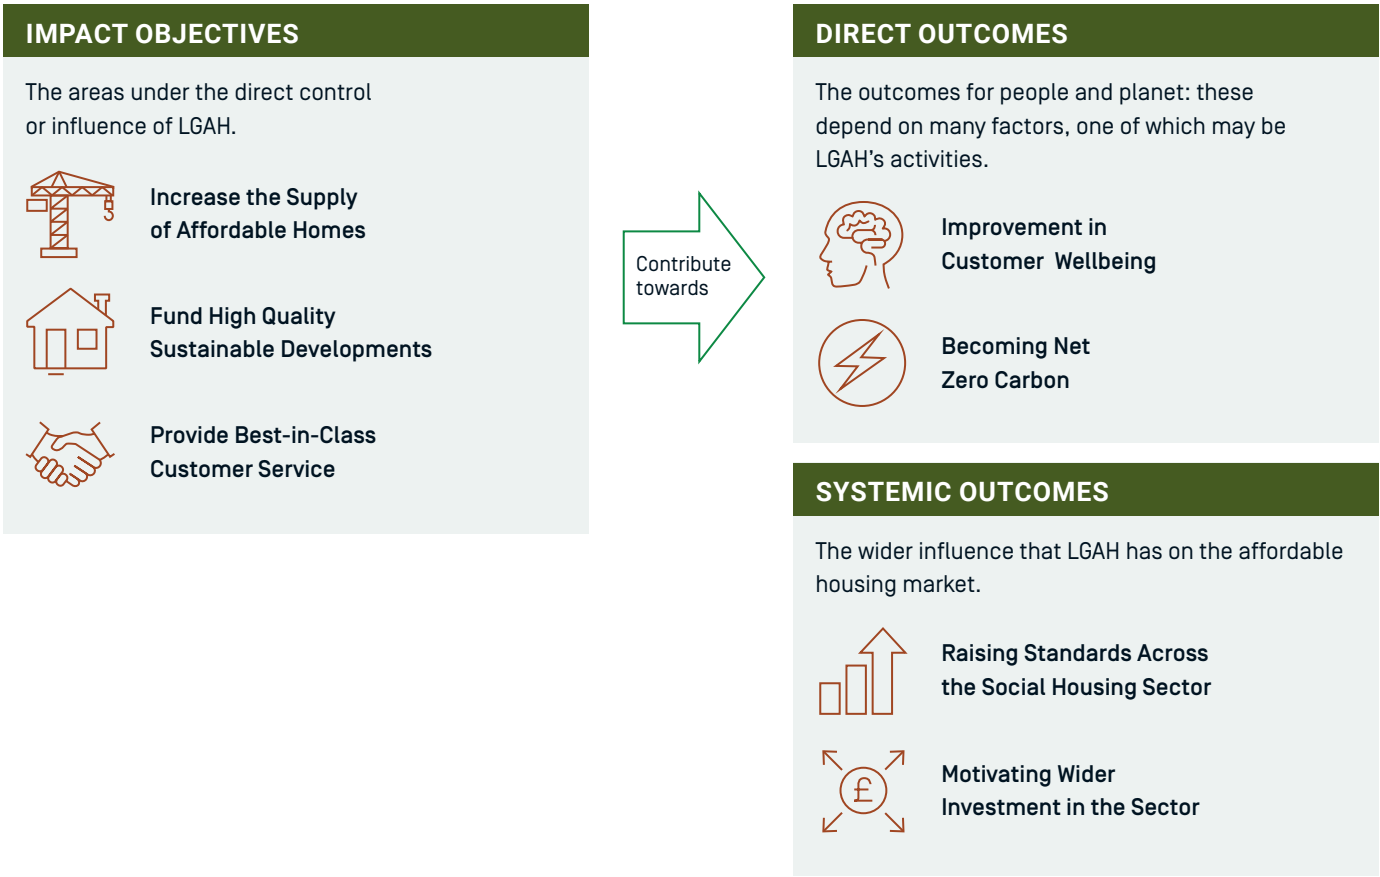 IMPACT OBJECTIVES
The areas under the direct control
or influence of LGAH.
Increase the Supply
of Affordable Homes
Fund High Quality
Sustainable Developments
Provide Best-in-Class
Customer Service
Contribute
towards
DIRECT OUTCOMES
The outcomes for people and planet: these
depend on many factors, one of which may be
LGAH’s activities.
Improvement in
Customer Wellbeing
Becoming Net
Zero Carbon
SYSTEMIC OUTCOMES
The wider influence that LGAH has on the affordable
housing market.
Raising Standards Across
the Social Housing Sector
£
Motivating Wider
Investment in the Sector